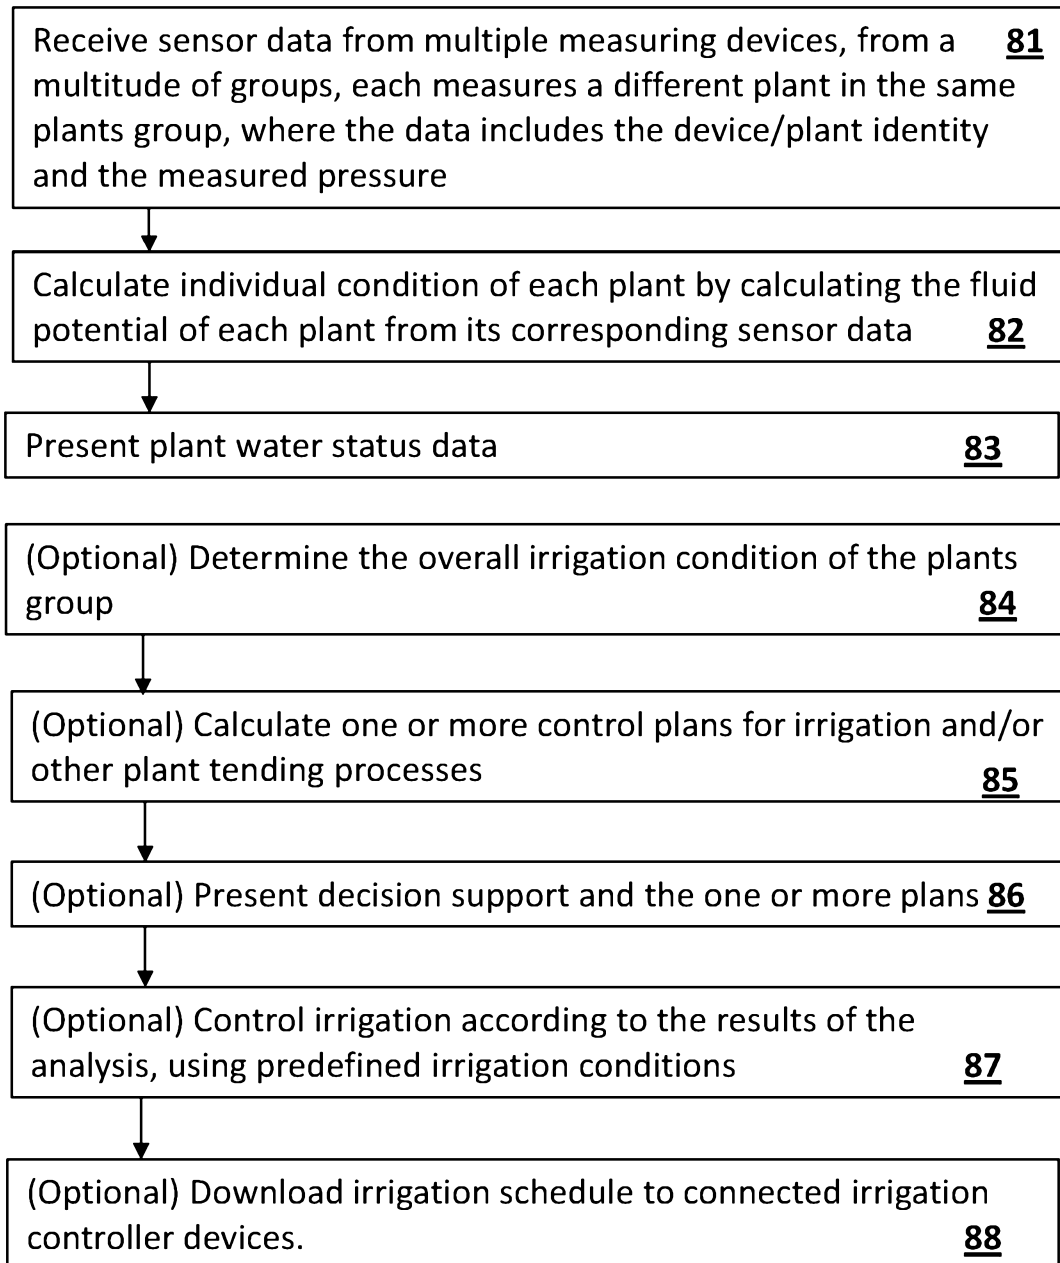 Receive sensor data from multiple measuring devices, from a 81
multitude of groups, each measures a different plant in the same
plants group, where the data includes the device/plant identity
and the measured pressure
Calculate individual condition of each plant by calculating the fluid
potential of each plant from its corresponding sensor data 82
Present plant water status data 83
(Optional) Determine the overall irrigation condition of the plants
group 84
(Optional) Calculate one or more control plans for irrigation and/or
other plant tending processes 85
(Optional) Present decision support and the one or more plans 86
(Optional) Control irrigation according to the results of the
analysis, using predefined irrigation conditions 87
(Optional) Download irrigation schedule to connected irrigation
controller devices. 88